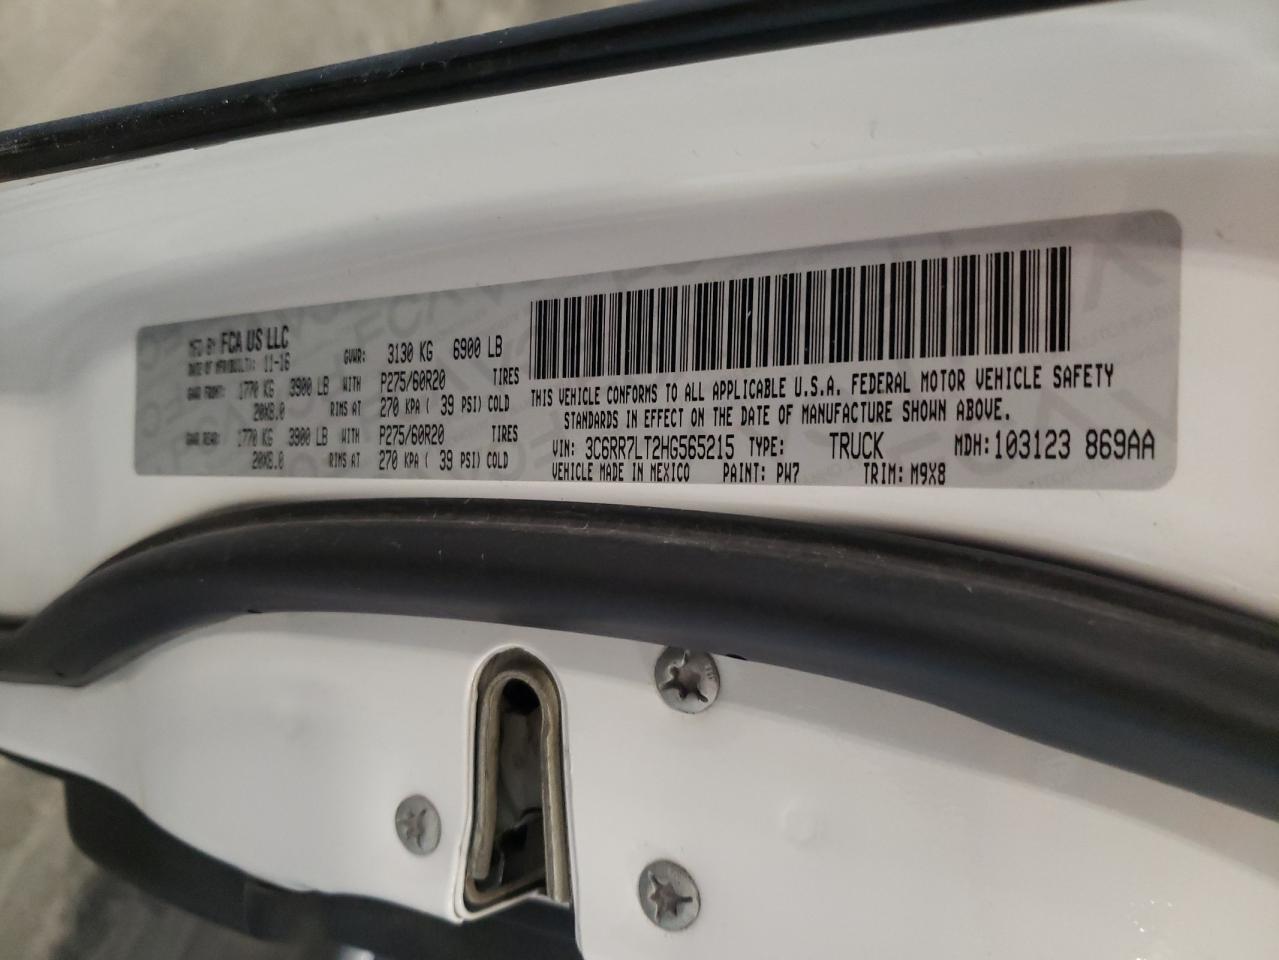 MFD BY FCA US LLC
DATE OF MFR(BUILT): 11-16 GVWR: 3130 KG 6900 LB
GAWR FRONT: 1770 KG 3900 LB WITH P275/60R20 TIRES
20X8.0 RIMS AT 270 KPA ( 39 PSI) COLD
GAWR REAR: 1770 KG 3900 LB WITH P275/60R20 TIRES
20X8.0 RIMS AT 270 KPA ( 39 PSI) COLD
THIS VEHICLE CONFORMS TO ALL APPLICABLE U.S.A. FEDERAL MOTOR VEHICLE SAFETY
STANDARDS IN EFFECT ON THE DATE OF MANUFACTURE SHOWN ABOVE.
VIN: 3C6RR7LT2HG565215 TYPE: TRUCK MDH: 103123 869AA
VEHICLE MADE IN MEXICO PAINT: PW7 TRIM: M9X8